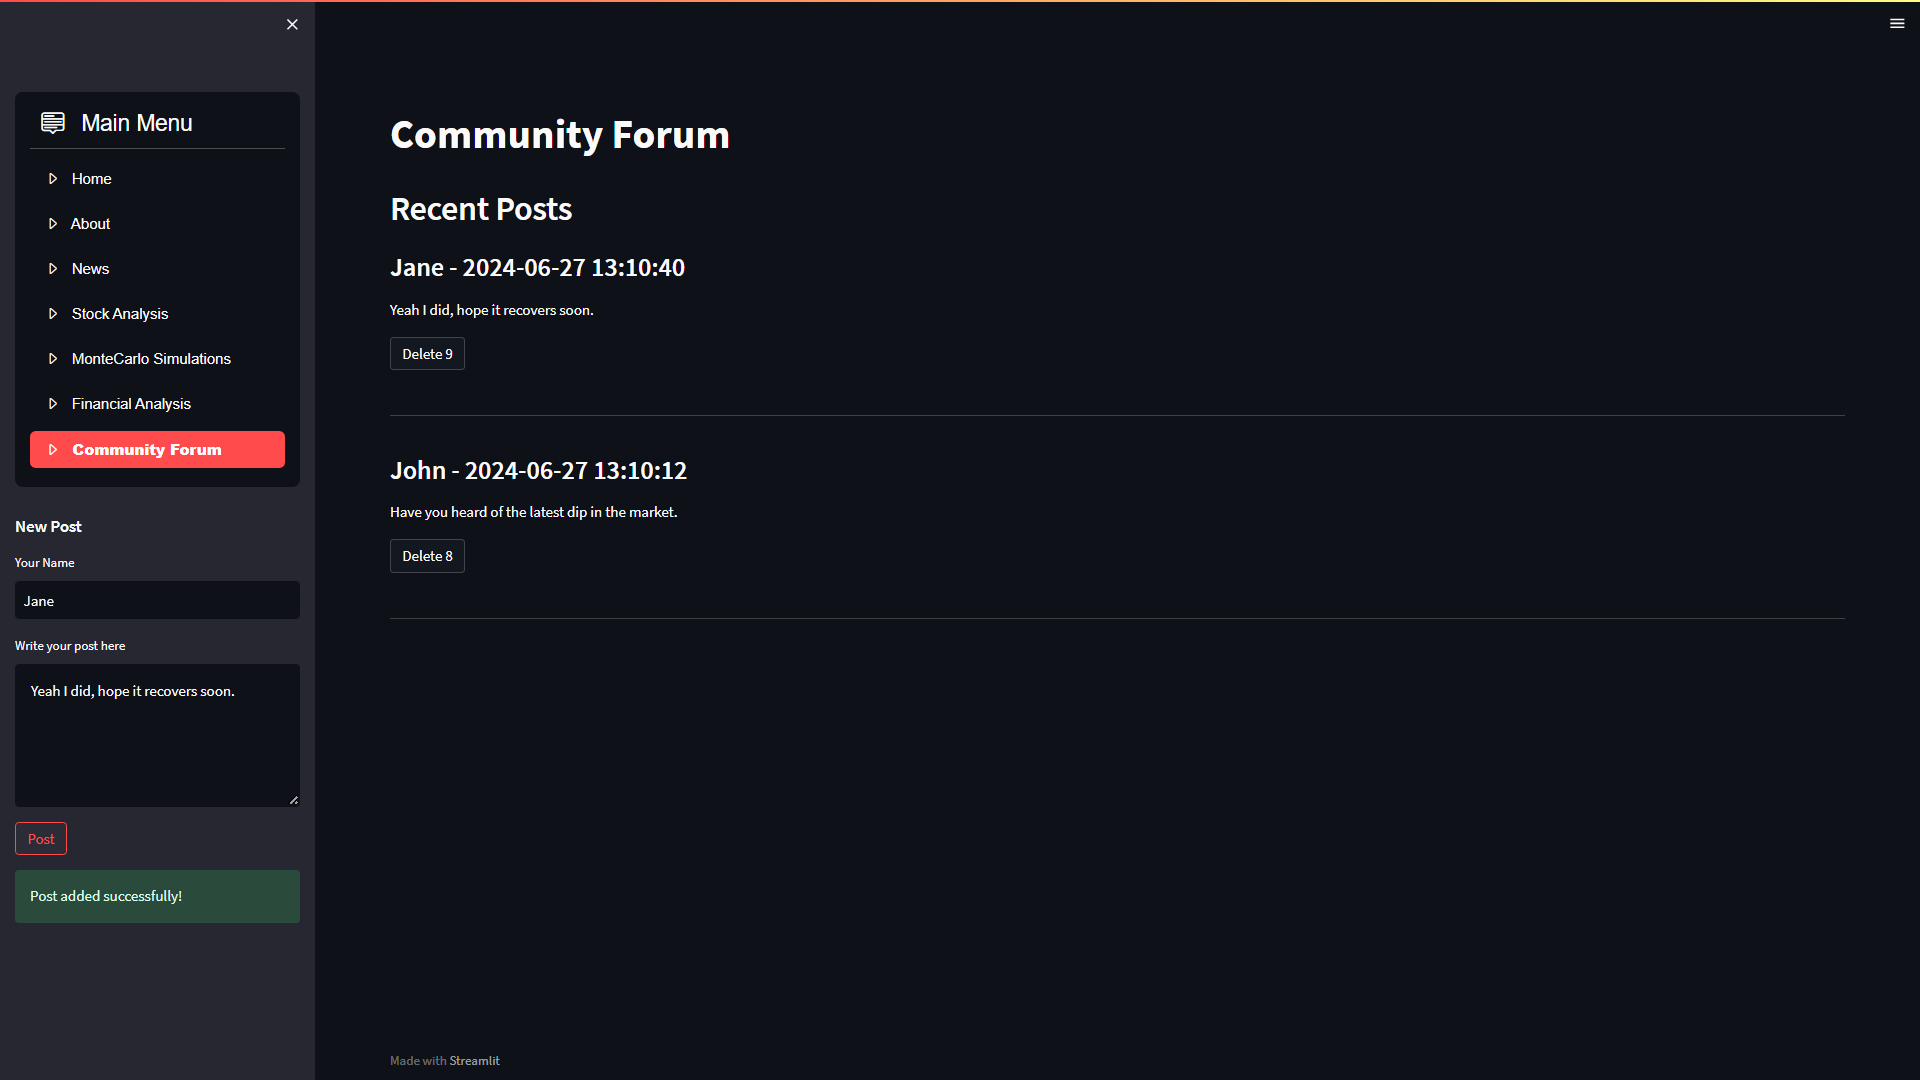 Main Menu
Home
About
News
Stock Analysis
MonteCarlo Simulations
Financial Analysis
Community Forum
New Post
Your Name
Jane
Write your post here
Yeah I did, hope it recovers soon.
Post
Post added successfully!
Community Forum
Recent Posts
Jane - 2024-06-27 13:10:40
Yeah I did, hope it recovers soon.
Delete 9
John - 2024-06-27 13:10:12
Have you heard of the latest dip in the market.
Delete 8
Made with Streamlit